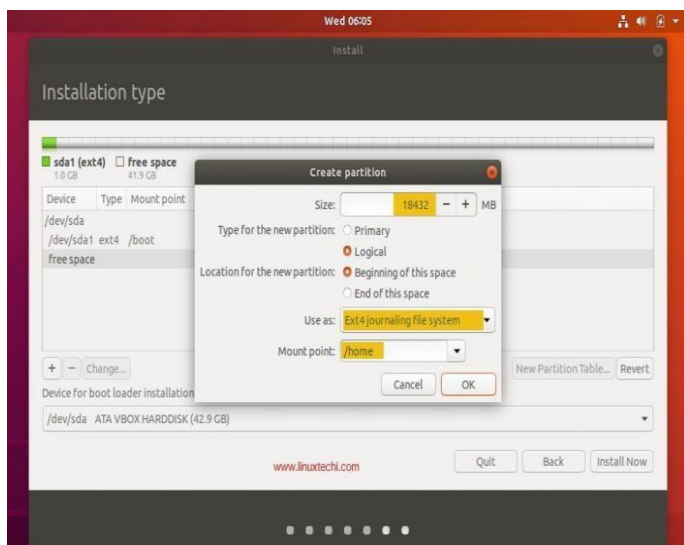 Wed 06:05
Install
Installation type
sda1 (ext4) free space
1.0 GB 41.9 GB
Device Type Mount point
/dev/sda
/dev/sda1 ext4 /boot
free space
Create partition
Size: 18432 − + MB
Type for the new partition: Primary
Logical
Location for the new partition: Beginning of this space
End of this space
Use as: Ext4 journaling file system
Mount point: /home
Cancel OK
+ − Change... New Partition Table... Revert
Device for boot loader installation
/dev/sda ATA VBOX HARDDISK (42.9 GB)
www.linuxtechi.com
Quit Back Install Now